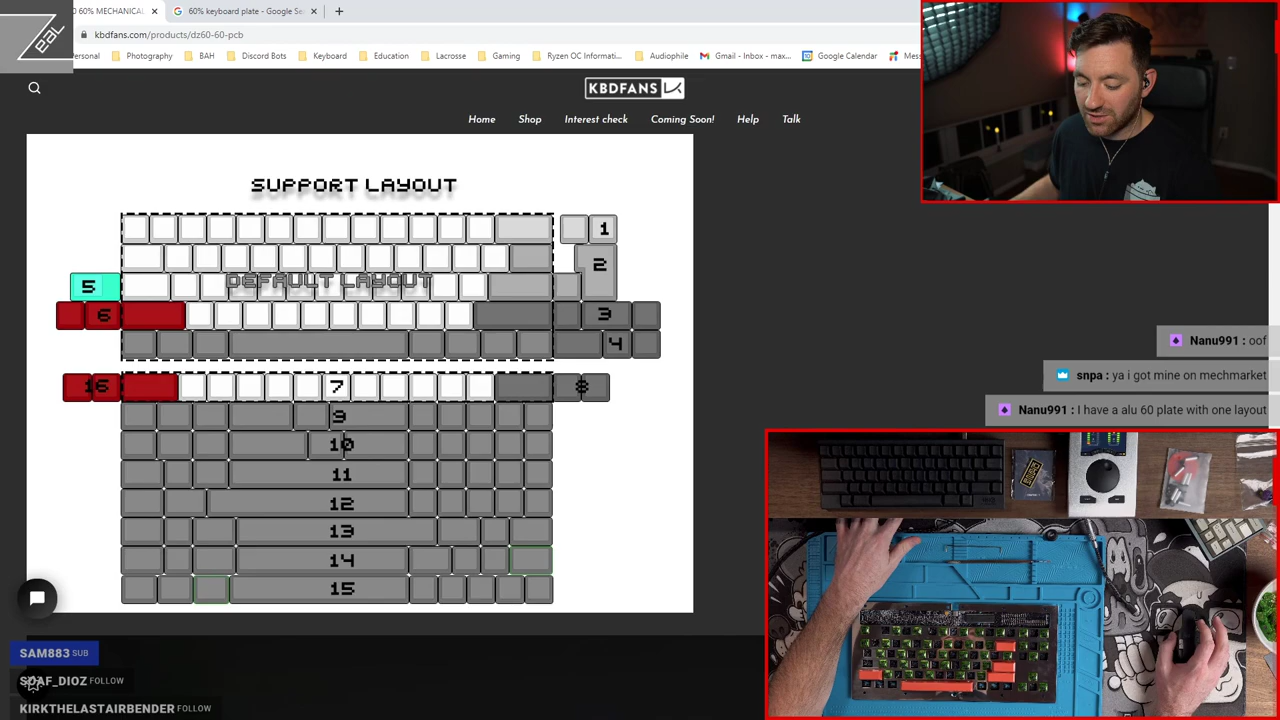 Zeal
60% MECHANICAL
60% keyboard plate - Google Se
kbdfans.com/products/dz60-60-pcb
ersonal
Photography
BAH
Discord Bots
Keyboard
Education
Lacrosse
Gaming
Ryzen OC Informati...
Audiophile
Gmail - Inbox - max...
Google Calendar
Mess
KBDFANS
Home
Shop
Interest check
Coming Soon!
Help
Talk
SUPPORT LAYOUT
1
DEFAULT LAYOUT
2
5
6
3
4
16
7
8
9
10
11
12
13
14
15
Nanu991 : oof
snpa : ya i got mine on mechmarket
Nanu991 : I have a alu 60 plate with one layout
SAM883 SUB
FOLLOW
KIRKTHELASTAIRBENDER FOLLOW